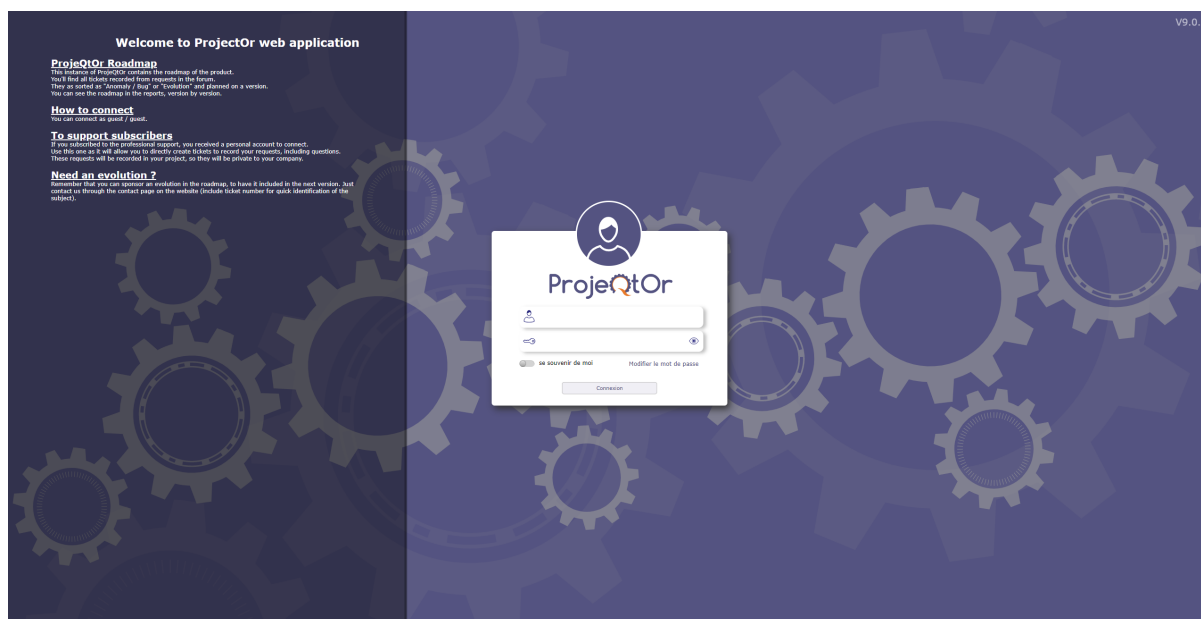 Welcome to ProjectOr web application
V9.0.
ProjeQtOr Roadmap
This instance of ProjeQtOr contains the roadmap of the product.
You'll find all tickets recorded from requests in the forum.
They as sorted as "Anomaly / Bug" or "Evolution" and planned on a version.
You can see the roadmap in the reports, version by version.
How to connect
You can connect as guest / guest.
To support subscribers
If you subscribed to the professional support, you received a personal account to connect.
Use this one as it will allow you to directly create tickets to record your requests, including questions.
These requests will be recorded in your project, so they will be private to your company.
Need an evolution ?
Remember that you can sponsor an evolution in the roadmap, to have it included in the next version. Just
contact us through the contact page on the website (include ticket number for quick identification of the
subject).
ProjeQtOr
se souvenir de moi
Modifier le mot de passe
Connexion